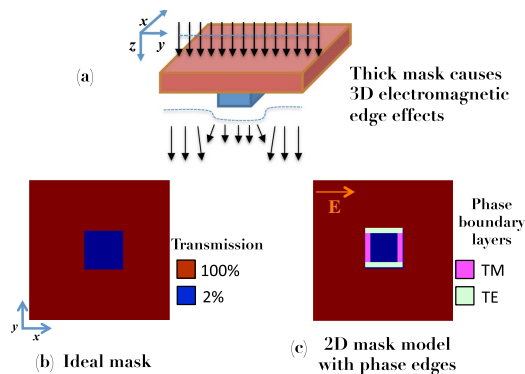 x
y
z
(a)
Thick mask causes
3D electromagnetic
edge effects
Transmission
100%
2%
y
x
(b) Ideal mask
E
Phase
boundary
layers
TM
TE
(c) 2D mask model
with phase edges